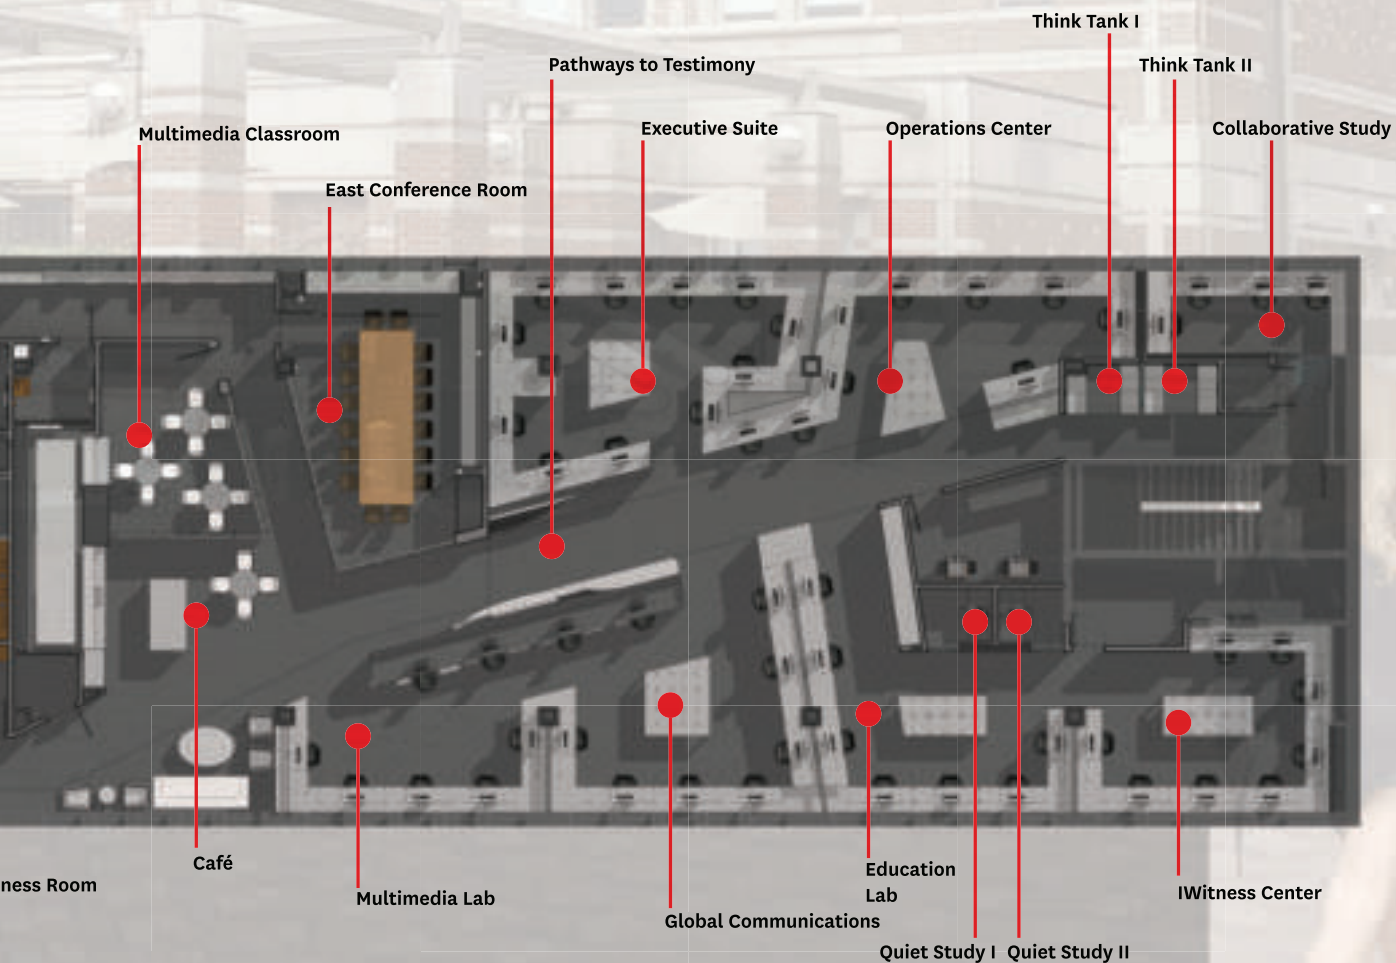 Think Tank I
Pathways to Testimony
Think Tank II
Multimedia Classroom
Executive Suite
Operations Center
Collaborative Study
East Conference Room
Café
Education
Lab
ness Room
Multimedia Lab
IWitness Center
Global Communications
Quiet Study I
Quiet Study II